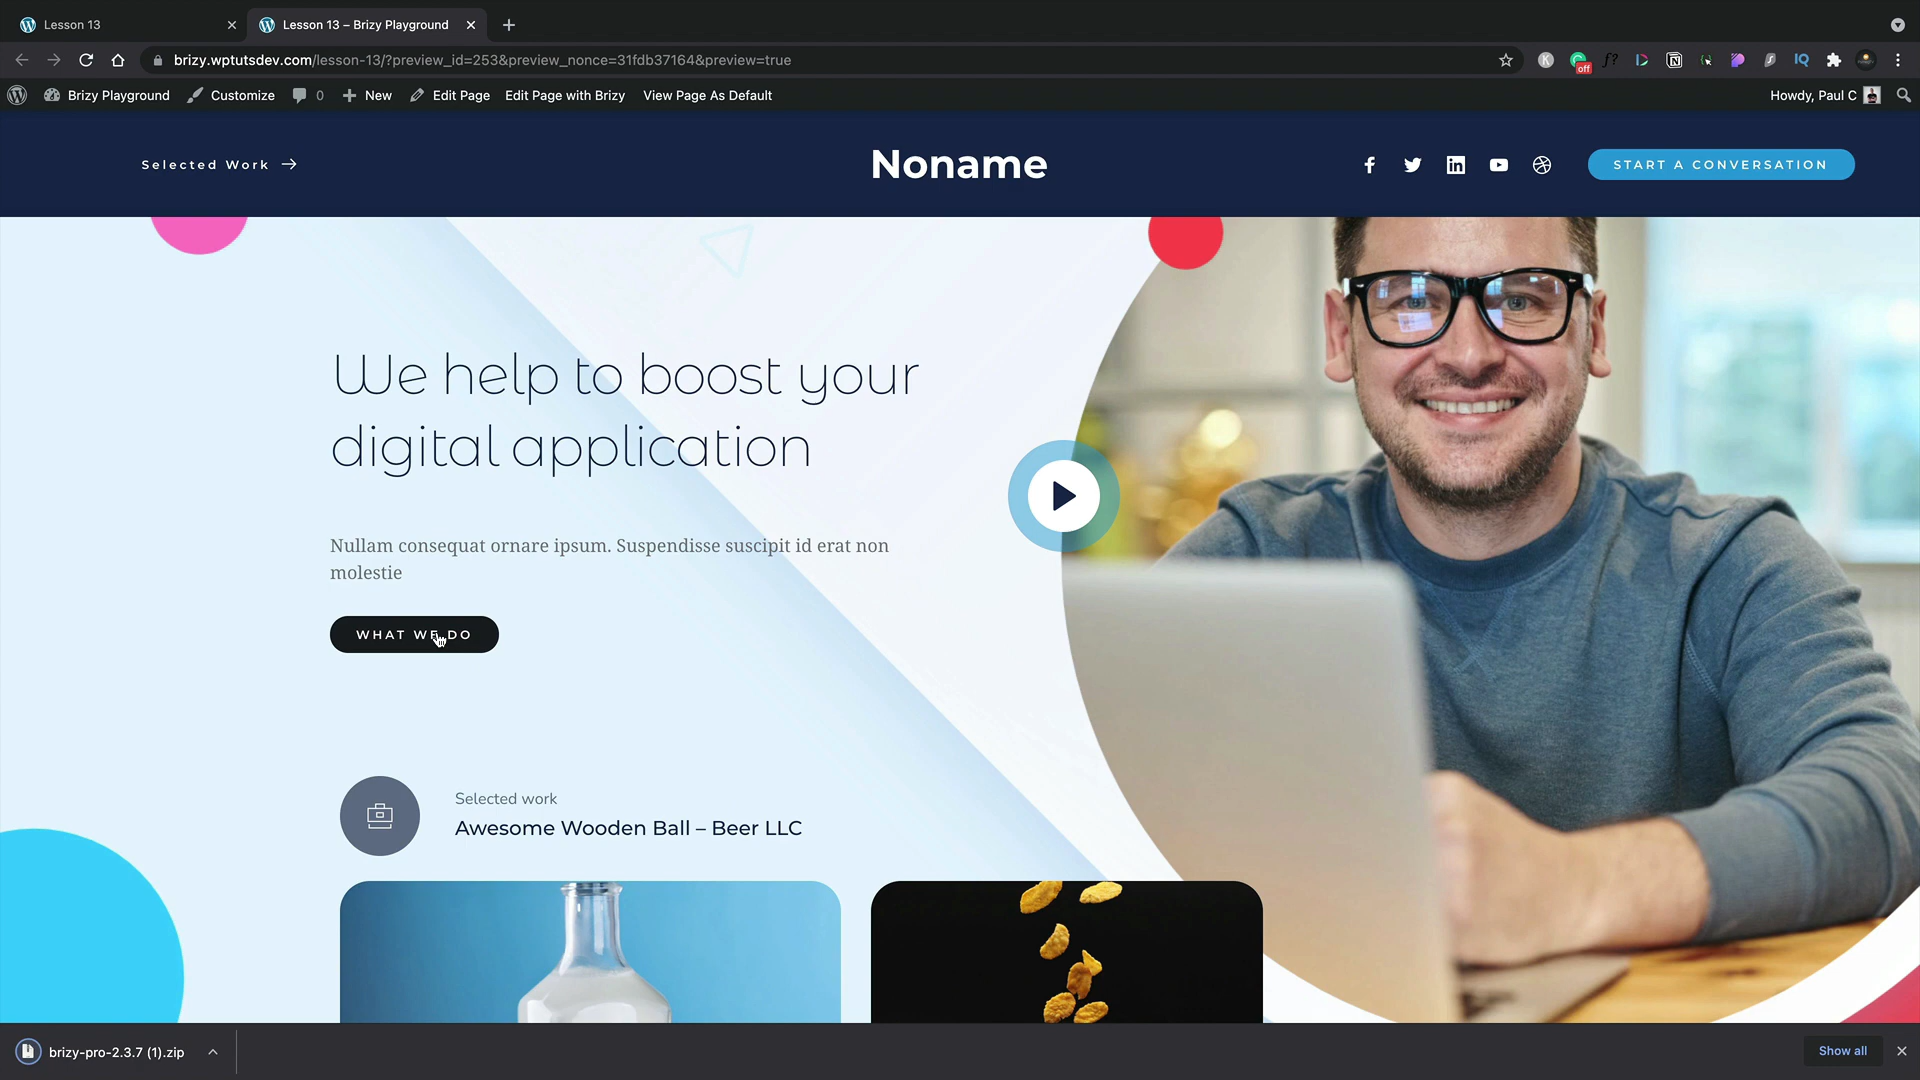 Lesson 13
Lesson 13 – Brizy Playground
brizy.wptutsdev.com/lesson-13/?preview_id=253&preview_nonce=31fdb37164&preview=true
off
Brizy Playground
Customize
0
New
Edit Page
Edit Page with Brizy
View Page As Default
Howdy, Paul C
Selected Work
Noname
START A CONVERSATION
We help to boost your
digital application
Nullam consequat ornare ipsum. Suspendisse suscipit id erat non
molestie
WHAT WE DO
Selected work
Awesome Wooden Ball – Beer LLC
brizy-pro-2.3.7 (1).zip
Show all